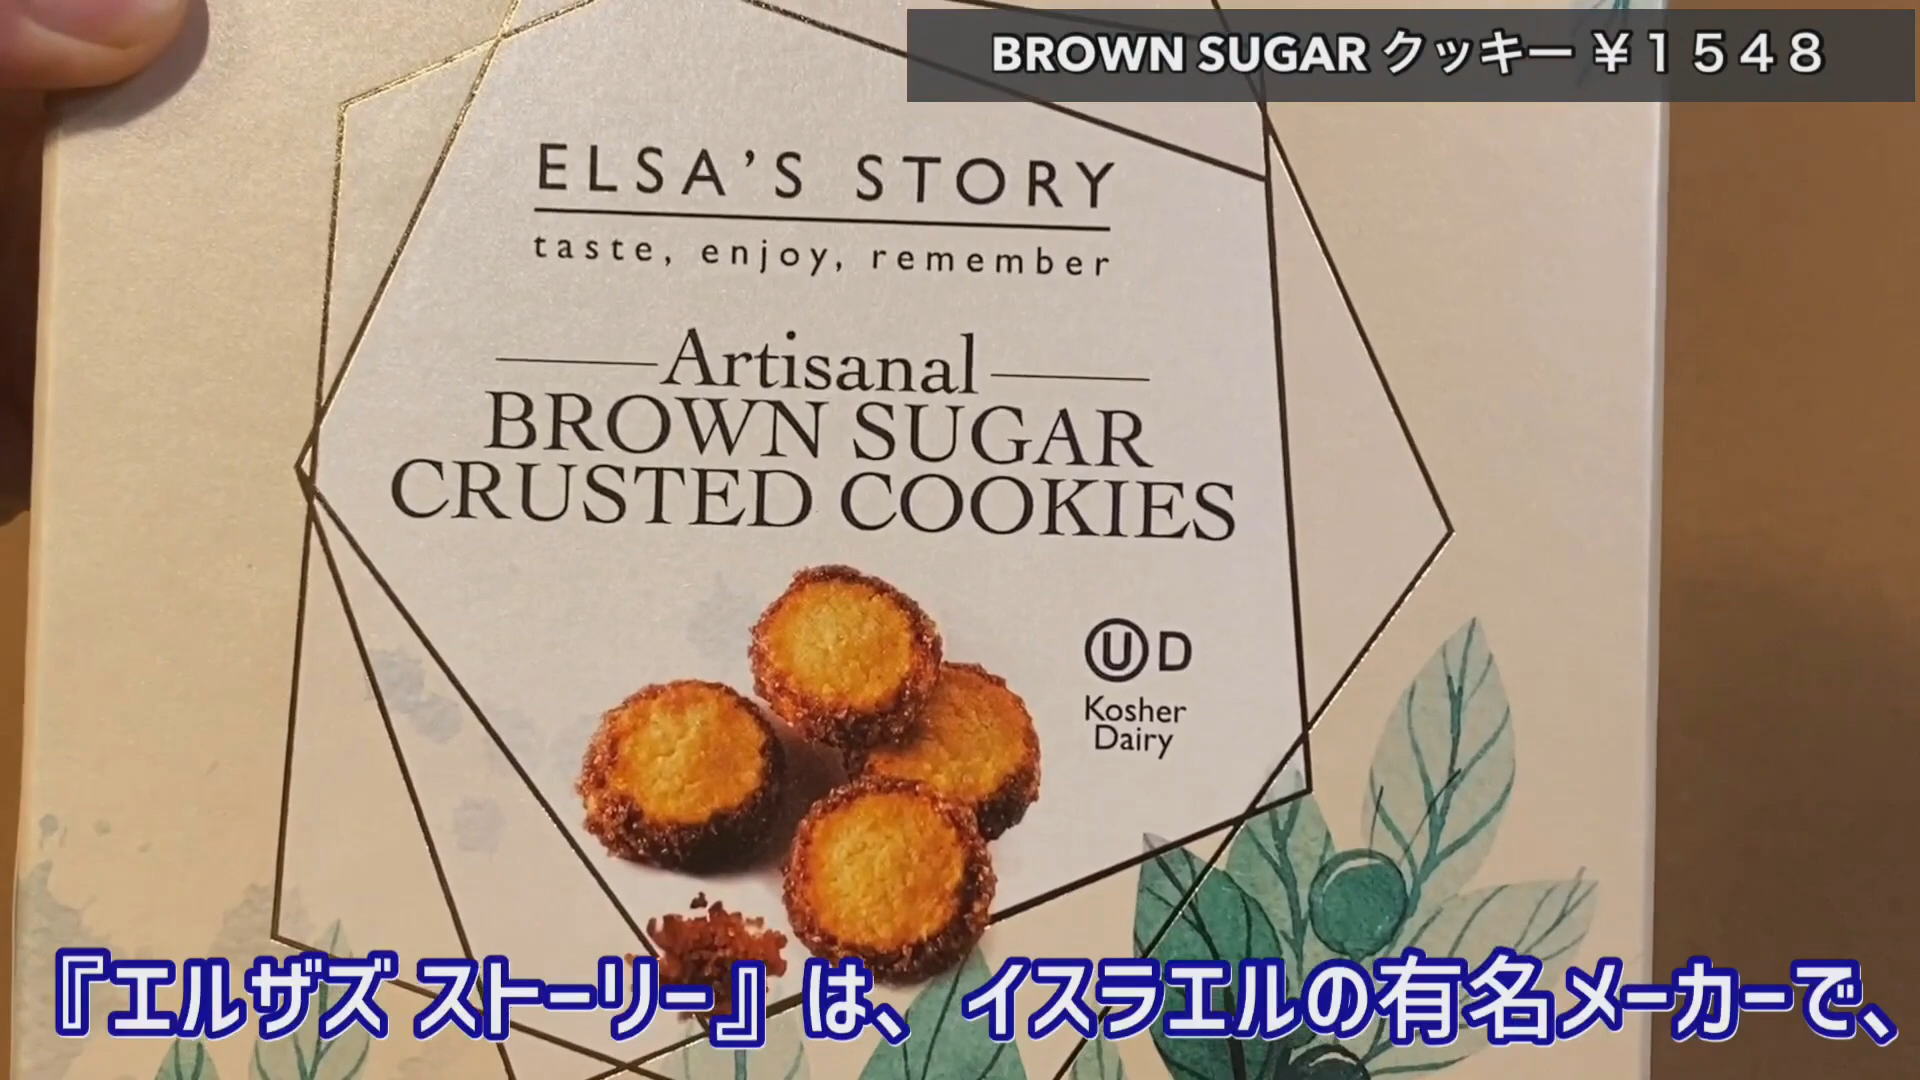 BROWN SUGAR クッキー ￥１５４８
ELSA'S STORY
taste, enjoy, remember
Artisanal
BROWN SUGAR
CRUSTED COOKIES
U D
Kosher
Dairy
『エルザズ ストーリー』は、イスラエルの有名メーカーで、